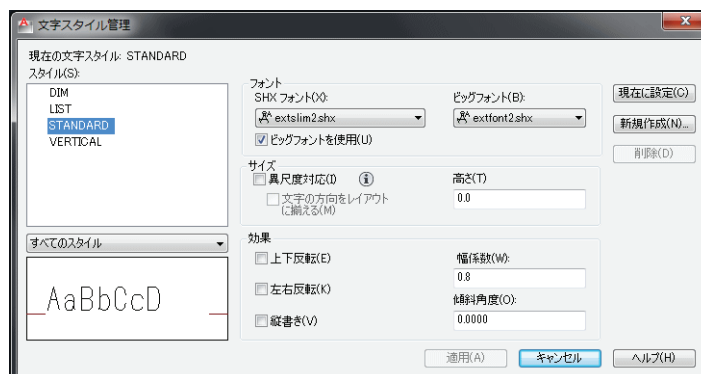 文字スタイル管理
現在の文字スタイル: STANDARD
スタイル(S):
DIM
LIST
STANDARD
VERTICAL
すべてのスタイル
AaBbCcD
フォント
SHX フォント(X):
extslim2.shx
ビッグフォント(B):
extfont2.shx
ビッグフォントを使用(U)
サイズ
異尺度対応(I)
文字の方向をレイアウト
に揃える(M)
高さ(T)
0.0
効果
上下反転(E)
左右反転(K)
縦書き(V)
幅係数(W):
0.8
傾斜角度(O):
0.0000
現在に設定(C)
新規作成(N)...
削除(D)
適用(A)
キャンセル
ヘルプ(H)